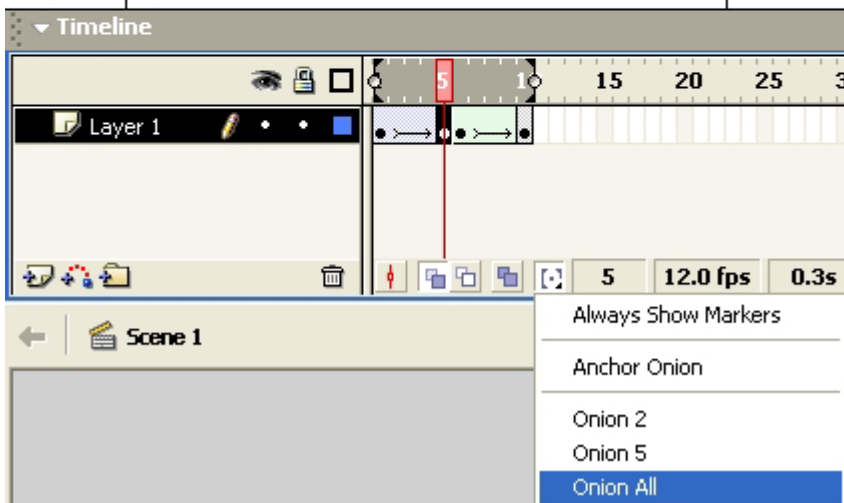 Timeline
5 1 15 20 25 3
Layer 1
5 12.0 fps 0.3s
Always Show Markers
Scene 1
Anchor Onion
Onion 2
Onion 5
Onion All